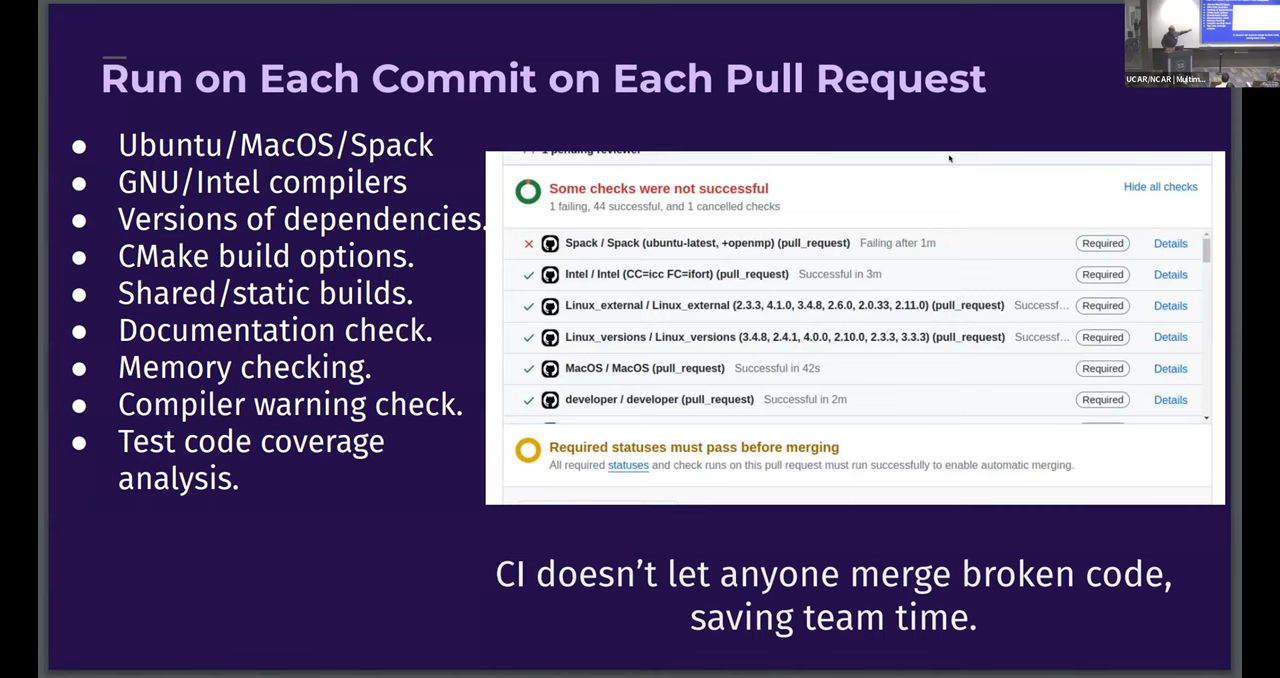 Run on Each Commit on Each Pull Request
UCAR/NCAR | Multim...
● Ubuntu/MacOS/Spack
● GNU/Intel compilers
● Versions of dependencies.
● CMake build options.
● Shared/static builds.
● Documentation check.
● Memory checking.
● Compiler warning check.
● Test code coverage
analysis.
1 pending reviewer
Some checks were not successful
Hide all checks
1 failing, 44 successful, and 1 cancelled checks
Spack / Spack (ubuntu-latest, +openmp) (pull_request) Failing after 1m Required Details
Intel / Intel (CC=icc FC=ifort) (pull_request) Successful in 3m Required Details
Linux_external / Linux_external (2.3.3, 4.1.0, 3.4.8, 2.6.0, 2.0.33, 2.11.0) (pull_request) Successf... Required Details
Linux_versions / Linux_versions (3.4.8, 2.4.1, 4.0.0, 2.10.0, 2.3.3, 3.3.3) (pull_request) Successf... Required Details
MacOS / MacOS (pull_request) Successful in 42s Required Details
developer / developer (pull_request) Successful in 2m Required Details
Required statuses must pass before merging
All required statuses and check runs on this pull request must run successfully to enable automatic merging.
CI doesn't let anyone merge broken code,
saving team time.